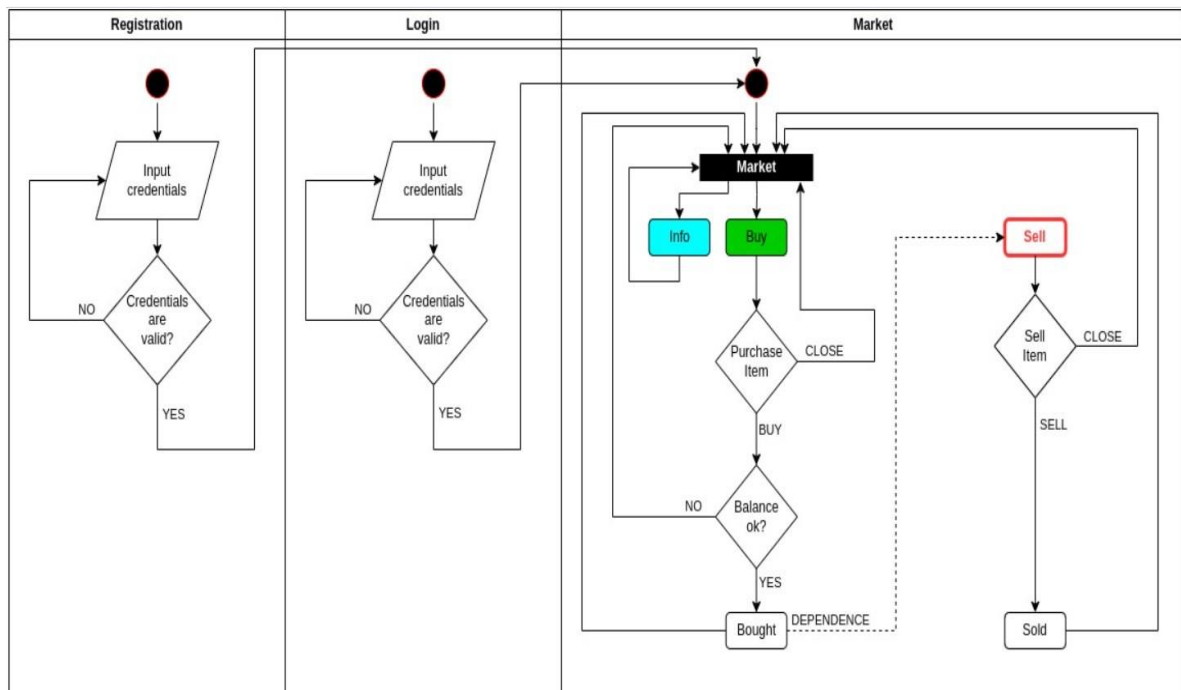 Registration
Login
Market
Input
credentials
Credentials
are
valid?
NO
YES
Input
credentials
Credentials
are
valid?
NO
YES
Market
Info
Buy
Sell
Purchase
Item
CLOSE
Sell
Item
CLOSE
BUY
SELL
Balance
ok?
NO
YES
Bought
DEPENDENCE
Sold